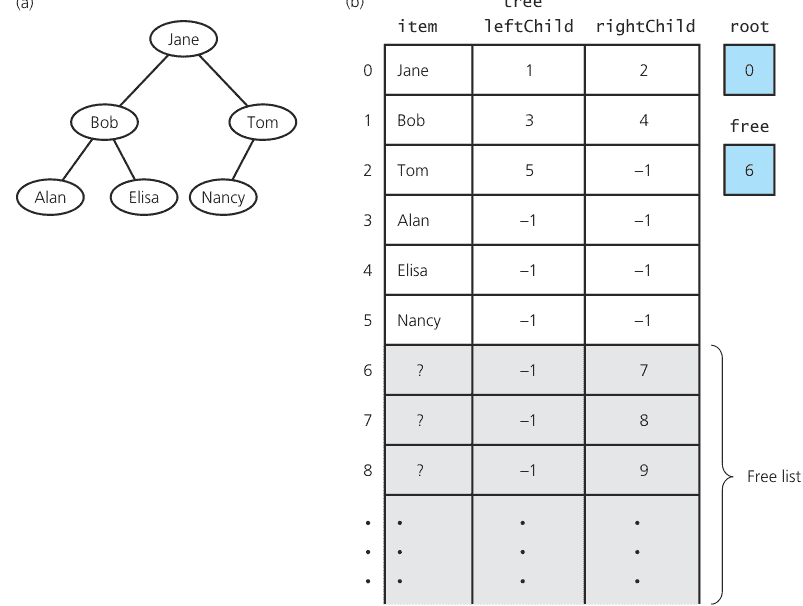 (a)
Jane
Bob Tom
Alan Elisa Nancy
(b)
tree
item leftChild rightChild root
0 Jane 1 2 0
free
1 Bob 3 4
2 Tom 5 –1 6
3 Alan –1 –1
4 Elisa –1 –1
5 Nancy –1 –1
6 ? –1 7
7 ? –1 8
8 ? –1 9
Free list